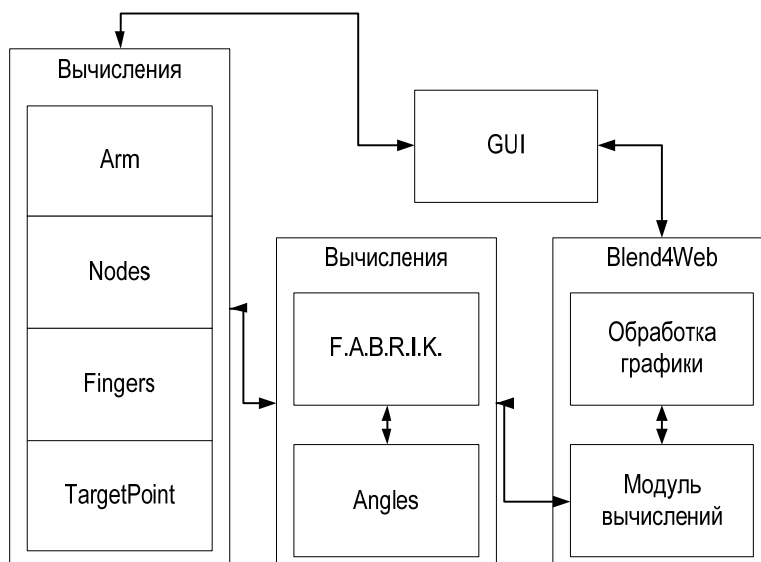 Вычисления
Arm
Nodes
Fingers
TargetPoint
GUI
Вычисления
F.A.B.R.I.K.
Angles
Blend4Web
Обработка
графики
Модуль
вычислений